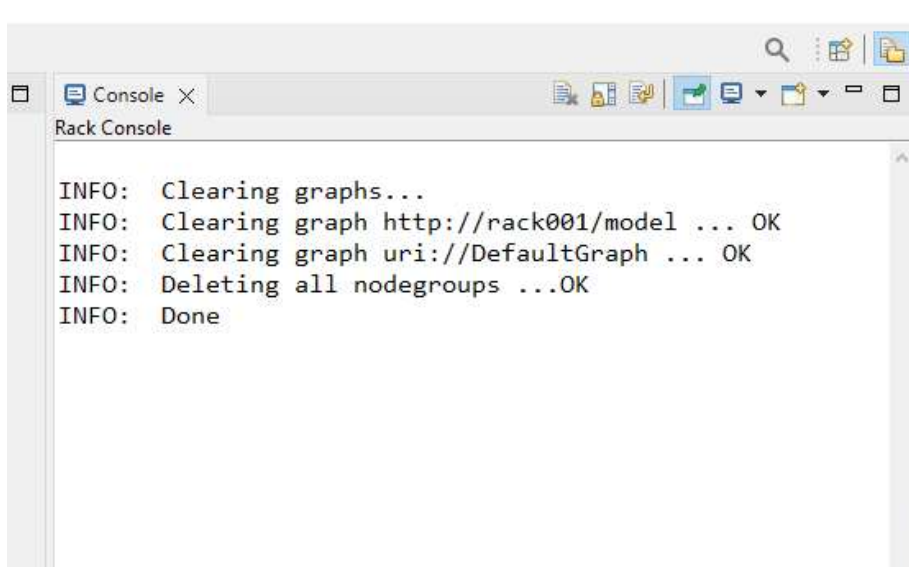 Console
Rack Console
INFO:  Clearing graphs...
INFO:  Clearing graph http://rack001/model ... OK
INFO:  Clearing graph uri://DefaultGraph ... OK
INFO:  Deleting all nodegroups ...OK
INFO:  Done